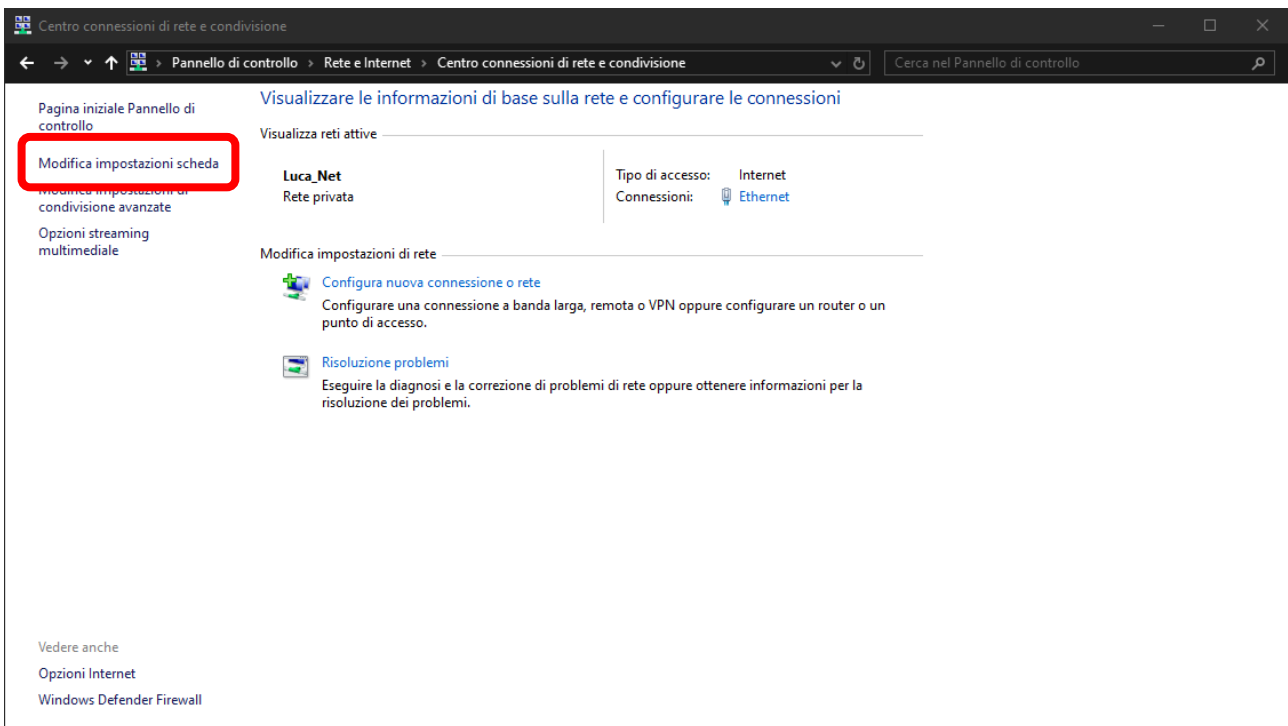 Centro connessioni di rete e condivisione
Pannello di controllo > Rete e Internet > Centro connessioni di rete e condivisione
Cerca nel Pannello di controllo
Pagina iniziale Pannello di
controllo
Modifica impostazioni scheda
Modifica impostazioni di
condivisione avanzate
Opzioni streaming
multimediale
Visualizzare le informazioni di base sulla rete e configurare le connessioni
Visualizza reti attive
Luca_Net
Rete privata
Tipo di accesso: Internet
Connessioni: Ethernet
Modifica impostazioni di rete
Configura nuova connessione o rete
Configurare una connessione a banda larga, remota o VPN oppure configurare un router o un
punto di accesso.
Risoluzione problemi
Eseguire la diagnosi e la correzione di problemi di rete oppure ottenere informazioni per la
risoluzione dei problemi.
Vedere anche
Opzioni Internet
Windows Defender Firewall